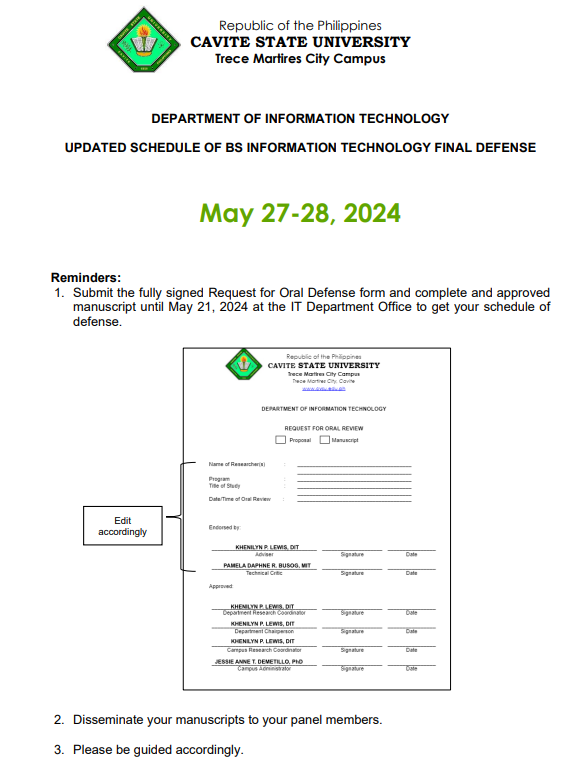 Republic of the Philippines
CAVITE STATE UNIVERSITY
Trece Martires City Campus
DEPARTMENT OF INFORMATION TECHNOLOGY
UPDATED SCHEDULE OF BS INFORMATION TECHNOLOGY FINAL DEFENSE
May 27-28, 2024
Reminders:
1. Submit the fully signed Request for Oral Defense form and complete and approved
manuscript until May 21, 2024 at the IT Department Office to get your schedule of
defense.
Republic of the Philippines
CAVITE STATE UNIVERSITY
Trece Martires City Campus
Trece Martires City, Cavite
www.cvsu.edu.ph
DEPARTMENT OF INFORMATION TECHNOLOGY
REQUEST FOR ORAL REVIEW
Proposal Manuscript
Name of Researcher(s) :
Program :
Title of Study :
Date/Time of Oral Review :
Edit
accordingly
Endorsed by:
KHENILYN P. LEWIS, DIT
Adviser Signature Date
PAMELA DAPHNE R. BUSOG, MIT
Technical Critic Signature Date
Approved:
KHENILYN P. LEWIS, DIT
Department Research Coordinator Signature Date
KHENILYN P. LEWIS, DIT
Department Chairperson Signature Date
KHENILYN P. LEWIS, DIT
Campus Research Coordinator Signature Date
JESSIE ANNE T. DEMETILLO, PhD
Campus Administrator Signature Date
2. Disseminate your manuscripts to your panel members.
3. Please be guided accordingly.